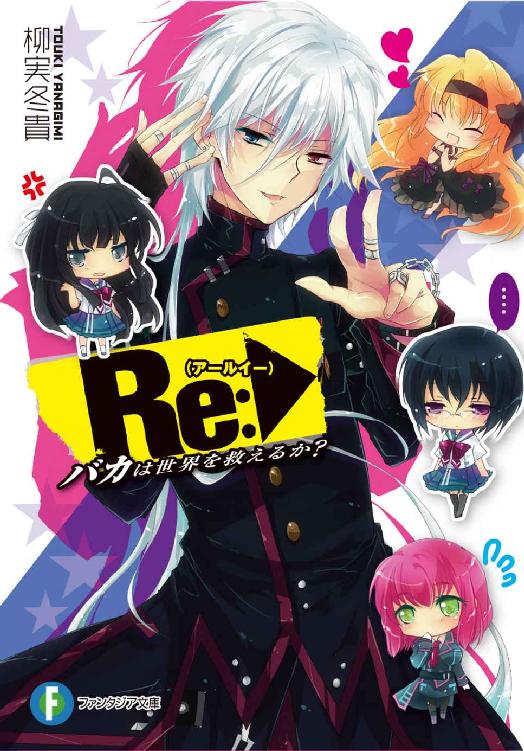 柳実冬貴
TOUKI YANAGIMI
....
(アールイー)
Re:
バカは世界を救えるか?
F ファンタジア文庫